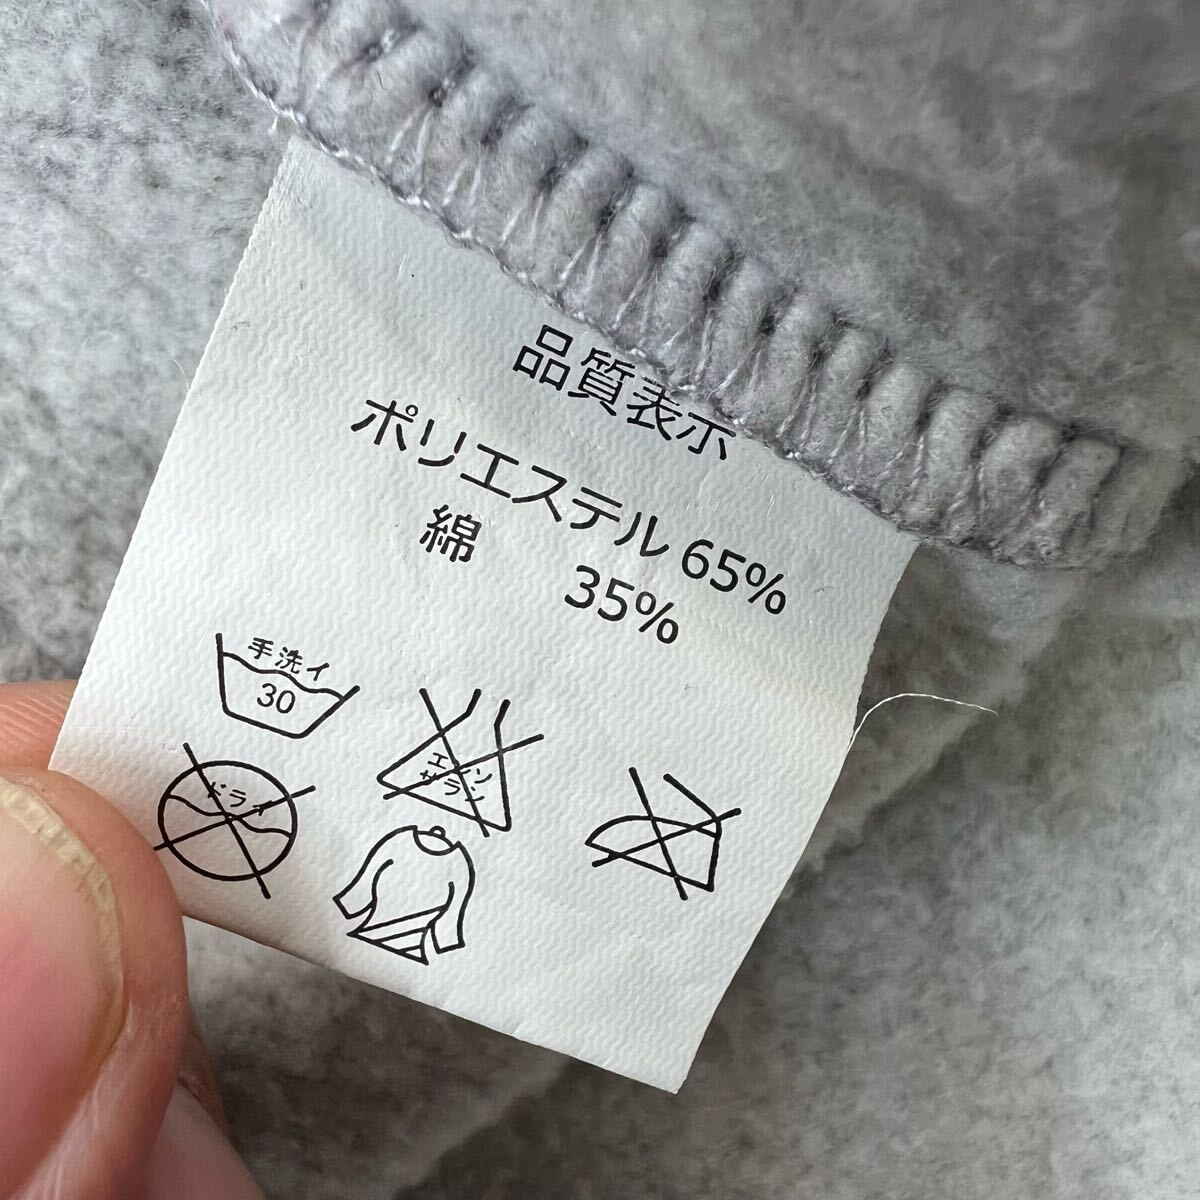 品質表示
ポリエステル 65%
綿 35%
手洗イ
30
エンソ
サラシ
ドライ